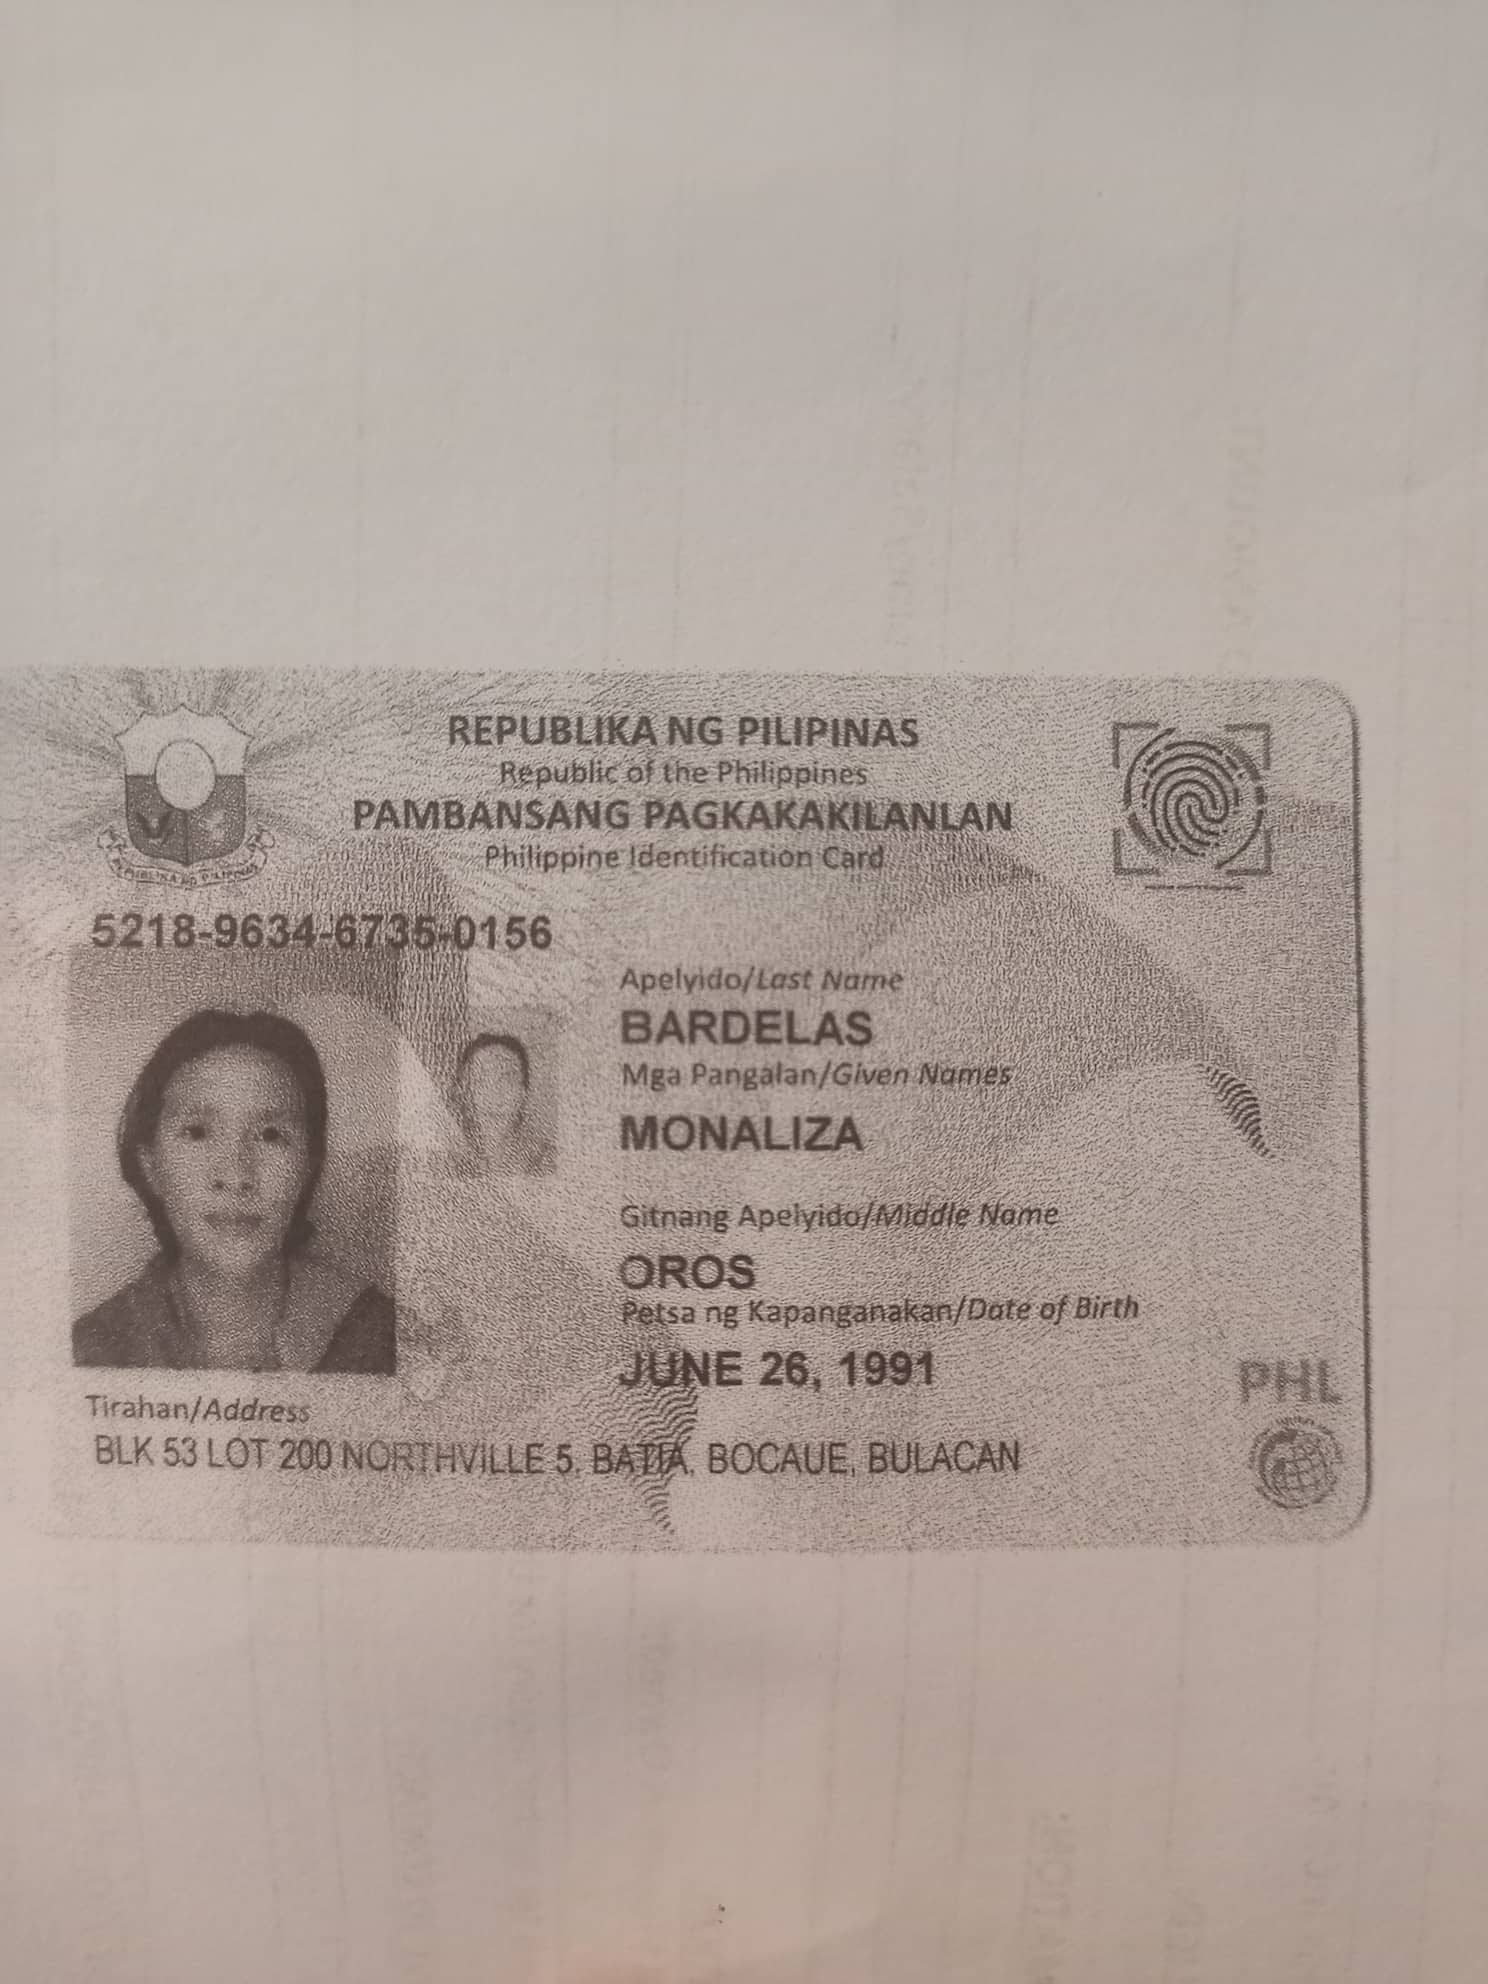 REPUBLIKA NG PILIPINAS
Republic of the Philippines
PAMBANSANG PAGKAKAKILANLAN
Philippine Identification Card
REPUBLIKA NG PILIPINAS
5218-9634-6735-0156
Apelyido/Last Name
BARDELAS
Mga Pangalan/Given Names
MONALIZA
Gitnang Apelyido/Middle Name
OROS
Petsa ng Kapanganakan/Date of Birth
JUNE 26, 1991
PHL
Tirahan/Address
BLK 53 LOT 200 NORTHVILLE 5, BATIA, BOCAUE, BULACAN